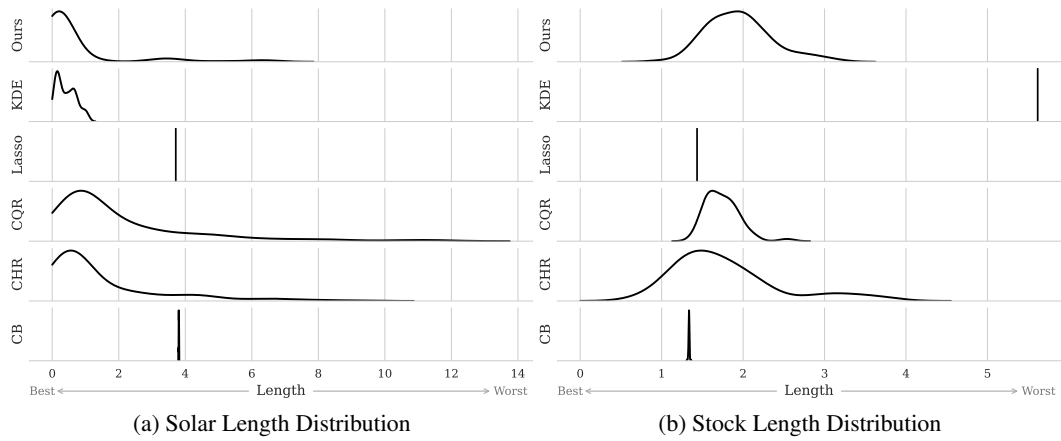 Ours
KDE
Lasso
CQR
CHR
CB
0 2 4 6 8 10 12 14
Best Length Worst
(a) Solar Length Distribution
Ours
KDE
Lasso
CQR
CHR
CB
0 1 2 3 4 5
Best Length Worst
(b) Stock Length Distribution